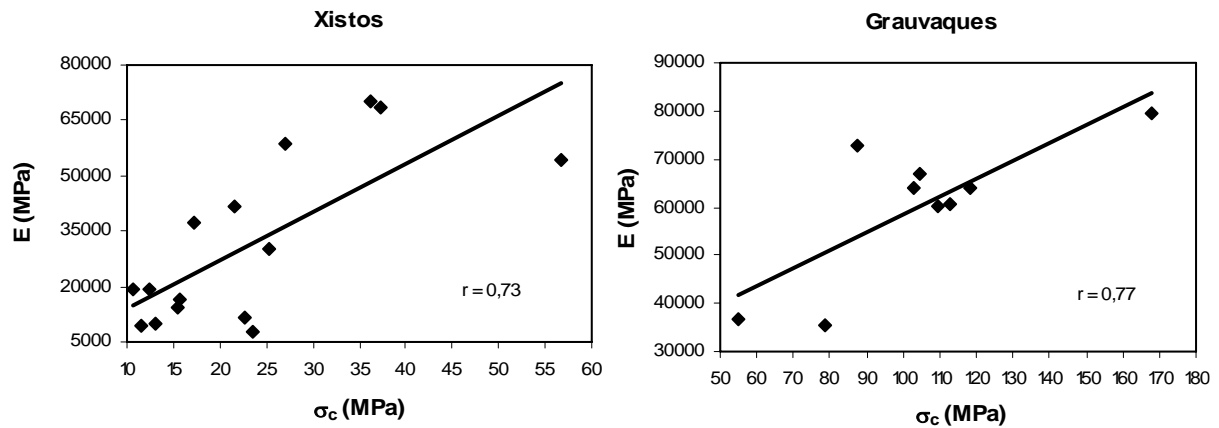 Xistos
80000
65000
50000
35000
20000
5000
E (MPa)
r = 0,73
10 15 25 25 30 35 40 45 50 55 60
σc (MPa)
Grauvaques
90000
80000
70000
60000
50000
40000
30000
E (MPa)
r = 0,77
50 60 70 80 90 100 110 120 130 140 150 160 170 180
σc (MPa)